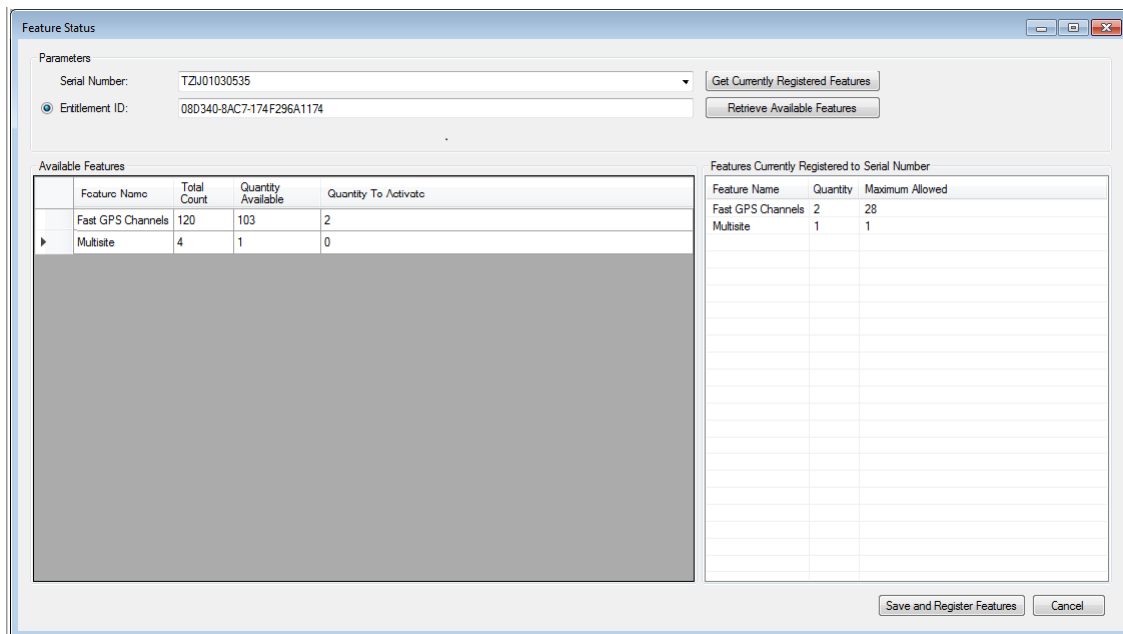 Feature Status
Parameters
Serial Number: TZIJ01030535 Get Currently Registered Features
Entitlement ID: 08D340-8AC7-174F296A1174 Retrieve Available Features
Available Features
Feature Name Total Count Quantity Available Quantity To Activate
Fast GPS Channels 120 103 2
Multisite 4 1 0
Features Currently Registered to Serial Number
Feature Name Quantity Maximum Allowed
Fast GPS Channels 2 28
Multisite 1 1
Save and Register Features Cancel